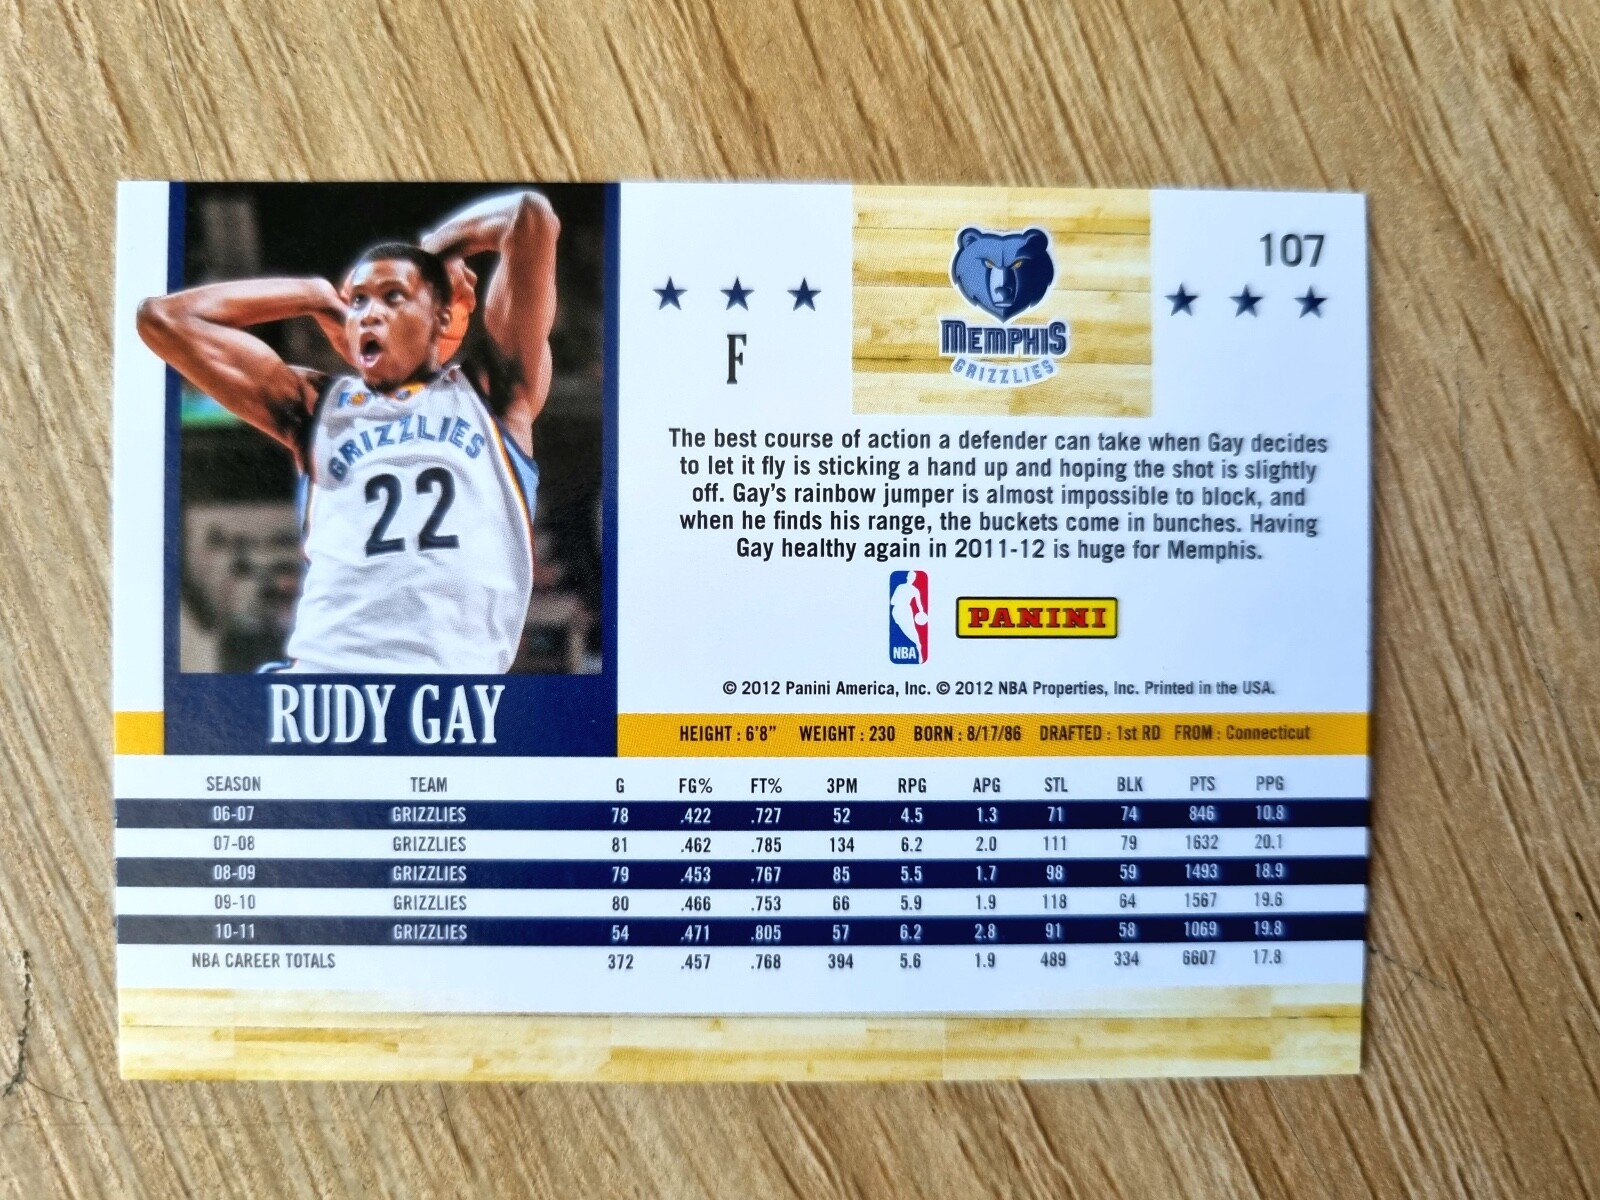 107
F
MEMPHIS
GRIZZLIES
GRIZZLIES
22
RUDY GAY
The best course of action a defender can take when Gay decides
to let it fly is sticking a hand up and hoping the shot is slightly
off. Gay's rainbow jumper is almost impossible to block, and
when he finds his range, the buckets come in bunches. Having
Gay healthy again in 2011-12 is huge for Memphis.
NBA
PANINI
© 2012 Panini America, Inc. © 2012 NBA Properties, Inc. Printed in the USA.
HEIGHT : 6'8" WEIGHT : 230 BORN : 8/17/86 DRAFTED : 1st RD FROM : Connecticut
SEASON TEAM G FG% FT% 3PM RPG APG STL BLK PTS PPG
06-07 GRIZZLIES 78 .422 .727 52 4.5 1.3 71 74 846 10.8
07-08 GRIZZLIES 81 .462 .785 134 6.2 2.0 111 79 1632 20.1
08-09 GRIZZLIES 79 .453 .767 85 5.5 1.7 98 59 1493 18.9
09-10 GRIZZLIES 80 .466 .753 66 5.9 1.9 118 64 1567 19.6
10-11 GRIZZLIES 54 .471 .805 57 6.2 2.8 91 58 1069 19.8
NBA CAREER TOTALS 372 .457 .768 394 5.6 1.9 489 334 6607 17.8